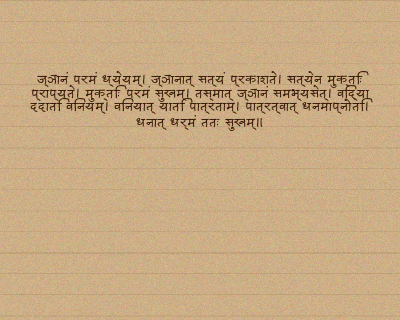 ज्ञानं परमं ध्येयम्। ज्ञानात् सत्यं प्रकाशते। सत्येन मुक्तिः
प्राप्यते। मुक्तिः परमं सुखम्। तस्मात् ज्ञानं समभ्यसेत्। विद्या
ददाति विनयम्। विनयात् याति पात्रताम्। पात्रत्वात् धनमाप्नोति।
धनात् धर्मं ततः सुखम्॥